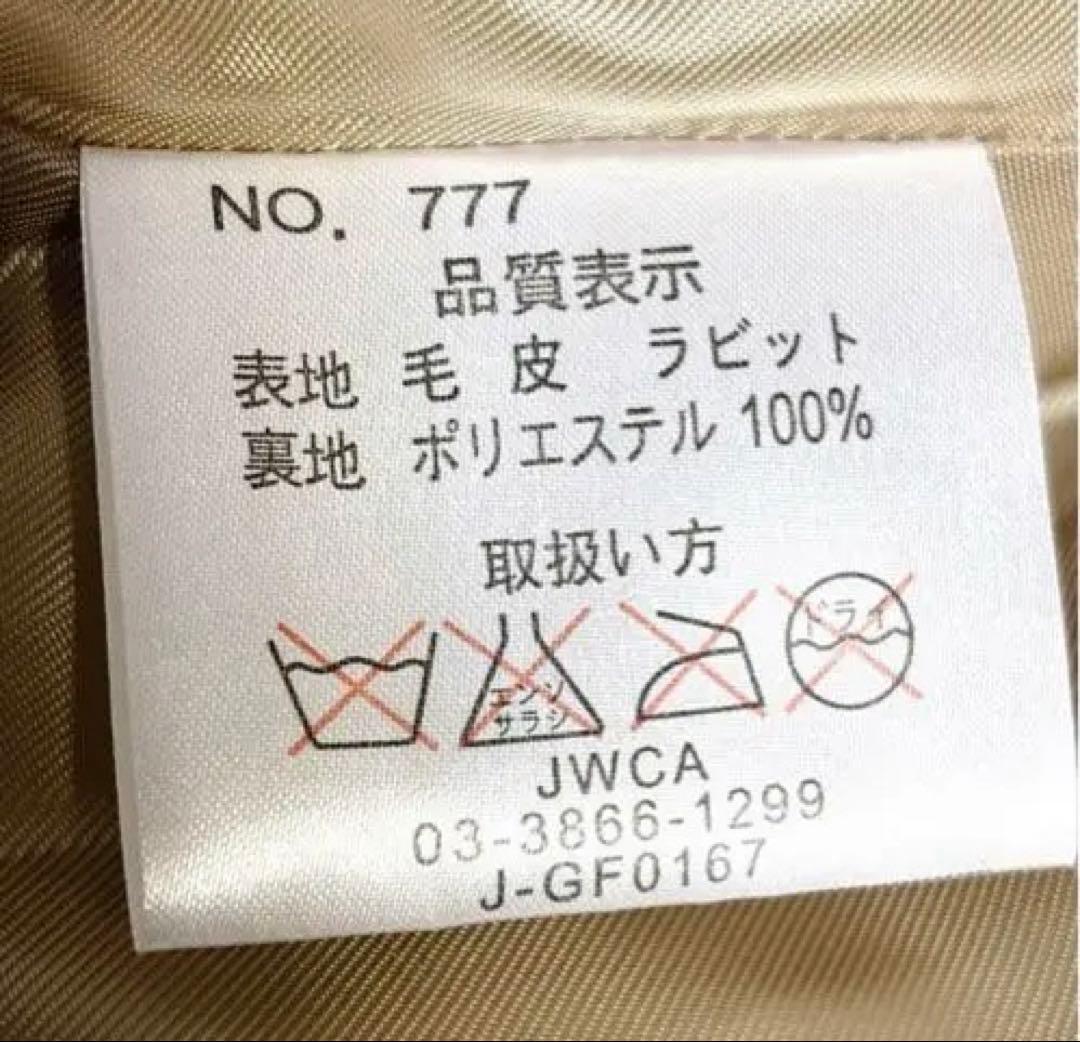 NO. 777
品質表示
表地 毛 皮 ラビット
裏地 ポリエステル 100%
取扱い方
エンソ
サラシ
ドライ
JWCA
03-3866-1299
J-GF0167